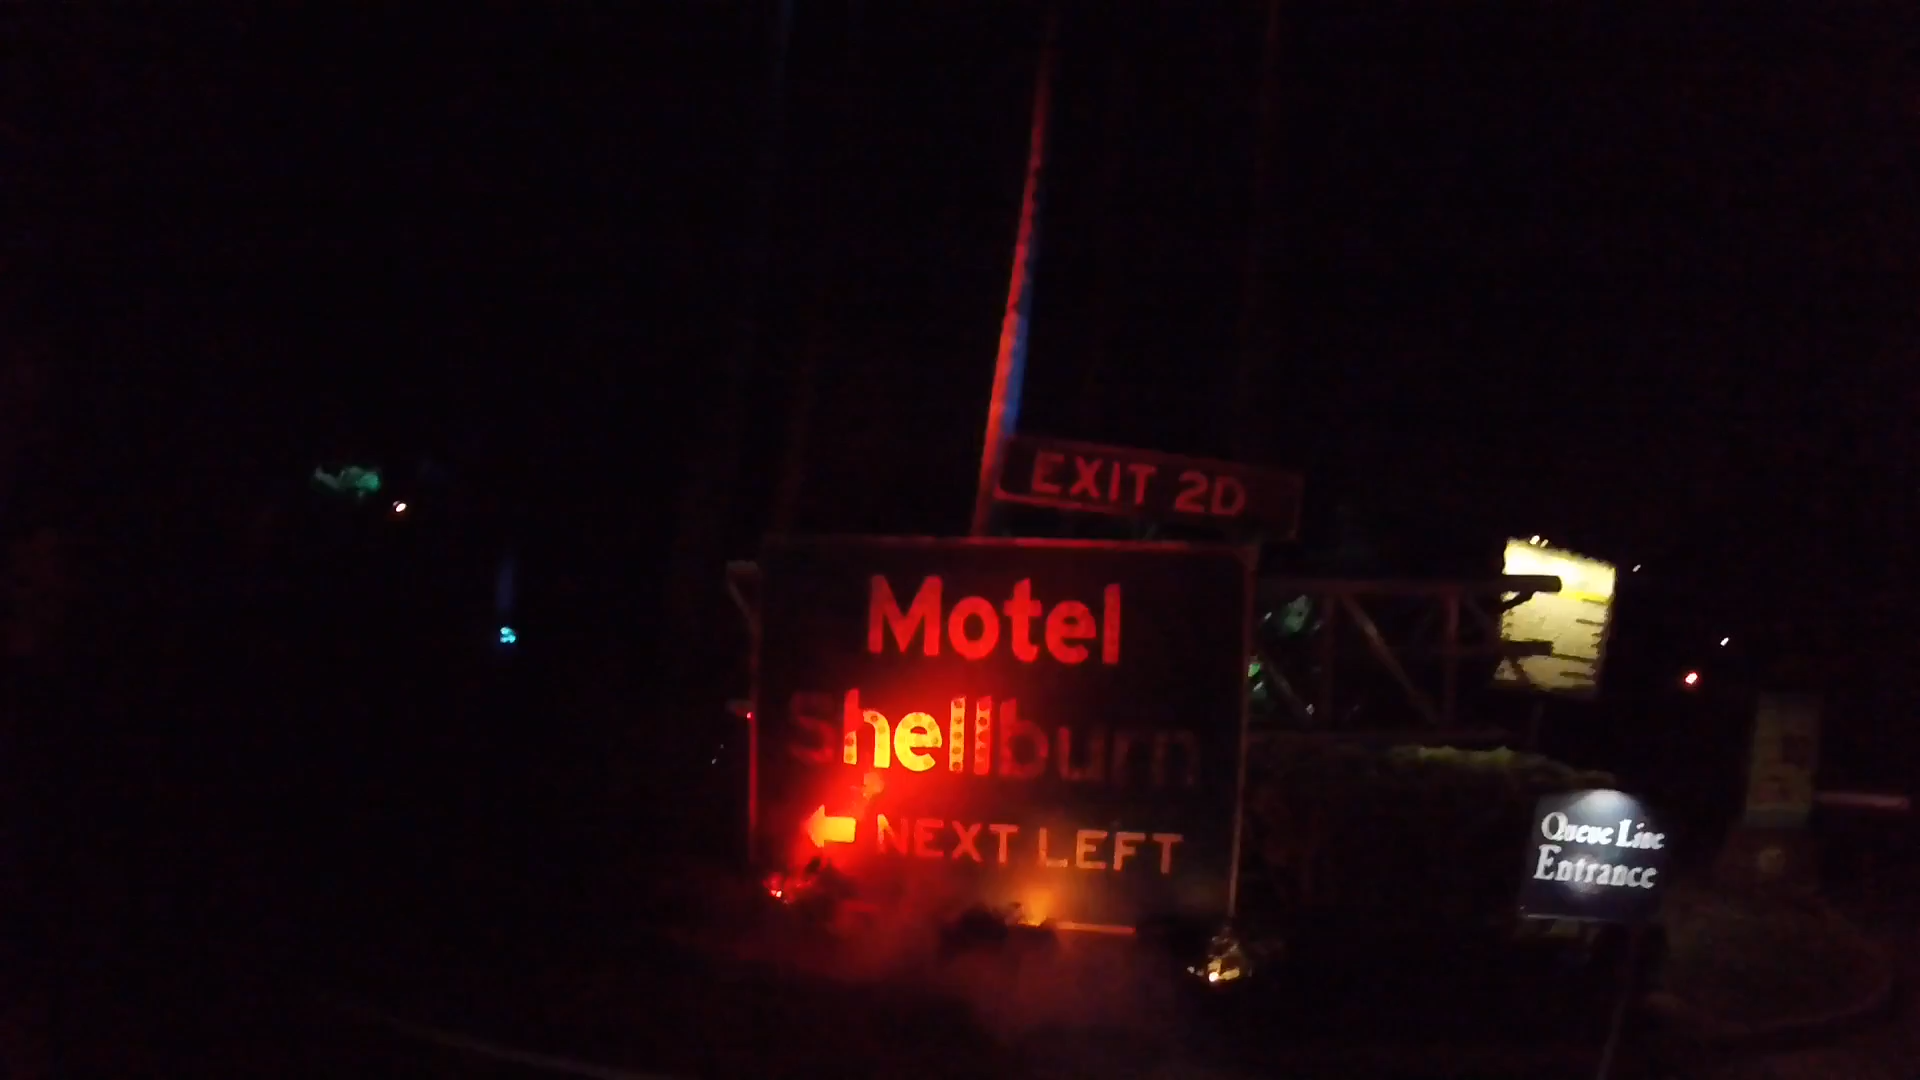 EXIT 2D
Motel
Shellburn
NEXT LEFT
Queue Line
Entrance